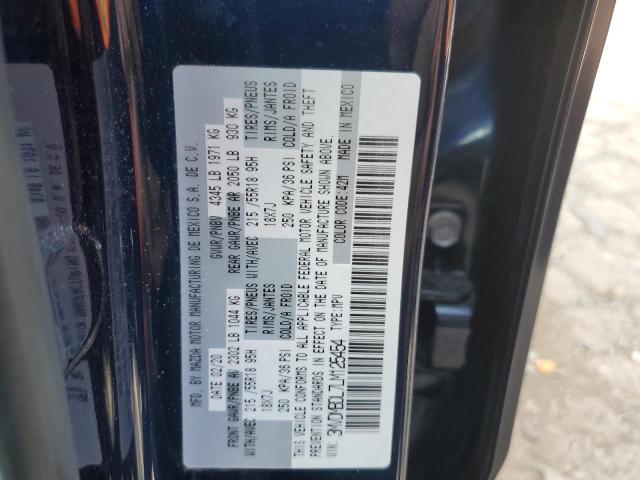 MFD. BY MAZDA MOTOR MANUFACTURING DE MEXICO S.A. DE C.V.
DATE 02/20 GVWR/PNBV 4345 LB 1971 KG
FRONT GAWR/PNBE AV 2302 LB 1044 KG REAR GAWR/PNBE AR 2050 LB 930 KG
WITH/AVEC 215 /55R18 95H TIRES/PNEUS WITH/AVEC 215 /55R18 95H TIRES/PNEUS
18X7J RIMS/JANTES 18X7J RIMS/JANTES
250 KPA/36 PSI COLD/A FROID 250 KPA/36 PSI COLD/A FROID
THIS VEHICLE CONFORMS TO ALL APPLICABLE FEDERAL MOTOR VEHICLE SAFETY AND THEFT
PREVENTION STANDARDS IN EFFECT ON THE DATE OF MANUFACTURE SHOWN ABOVE.
VIN: 3MVDMBDL7LM125454 TYPE:MPV COLOR CODE:42M MADE IN MEXICO